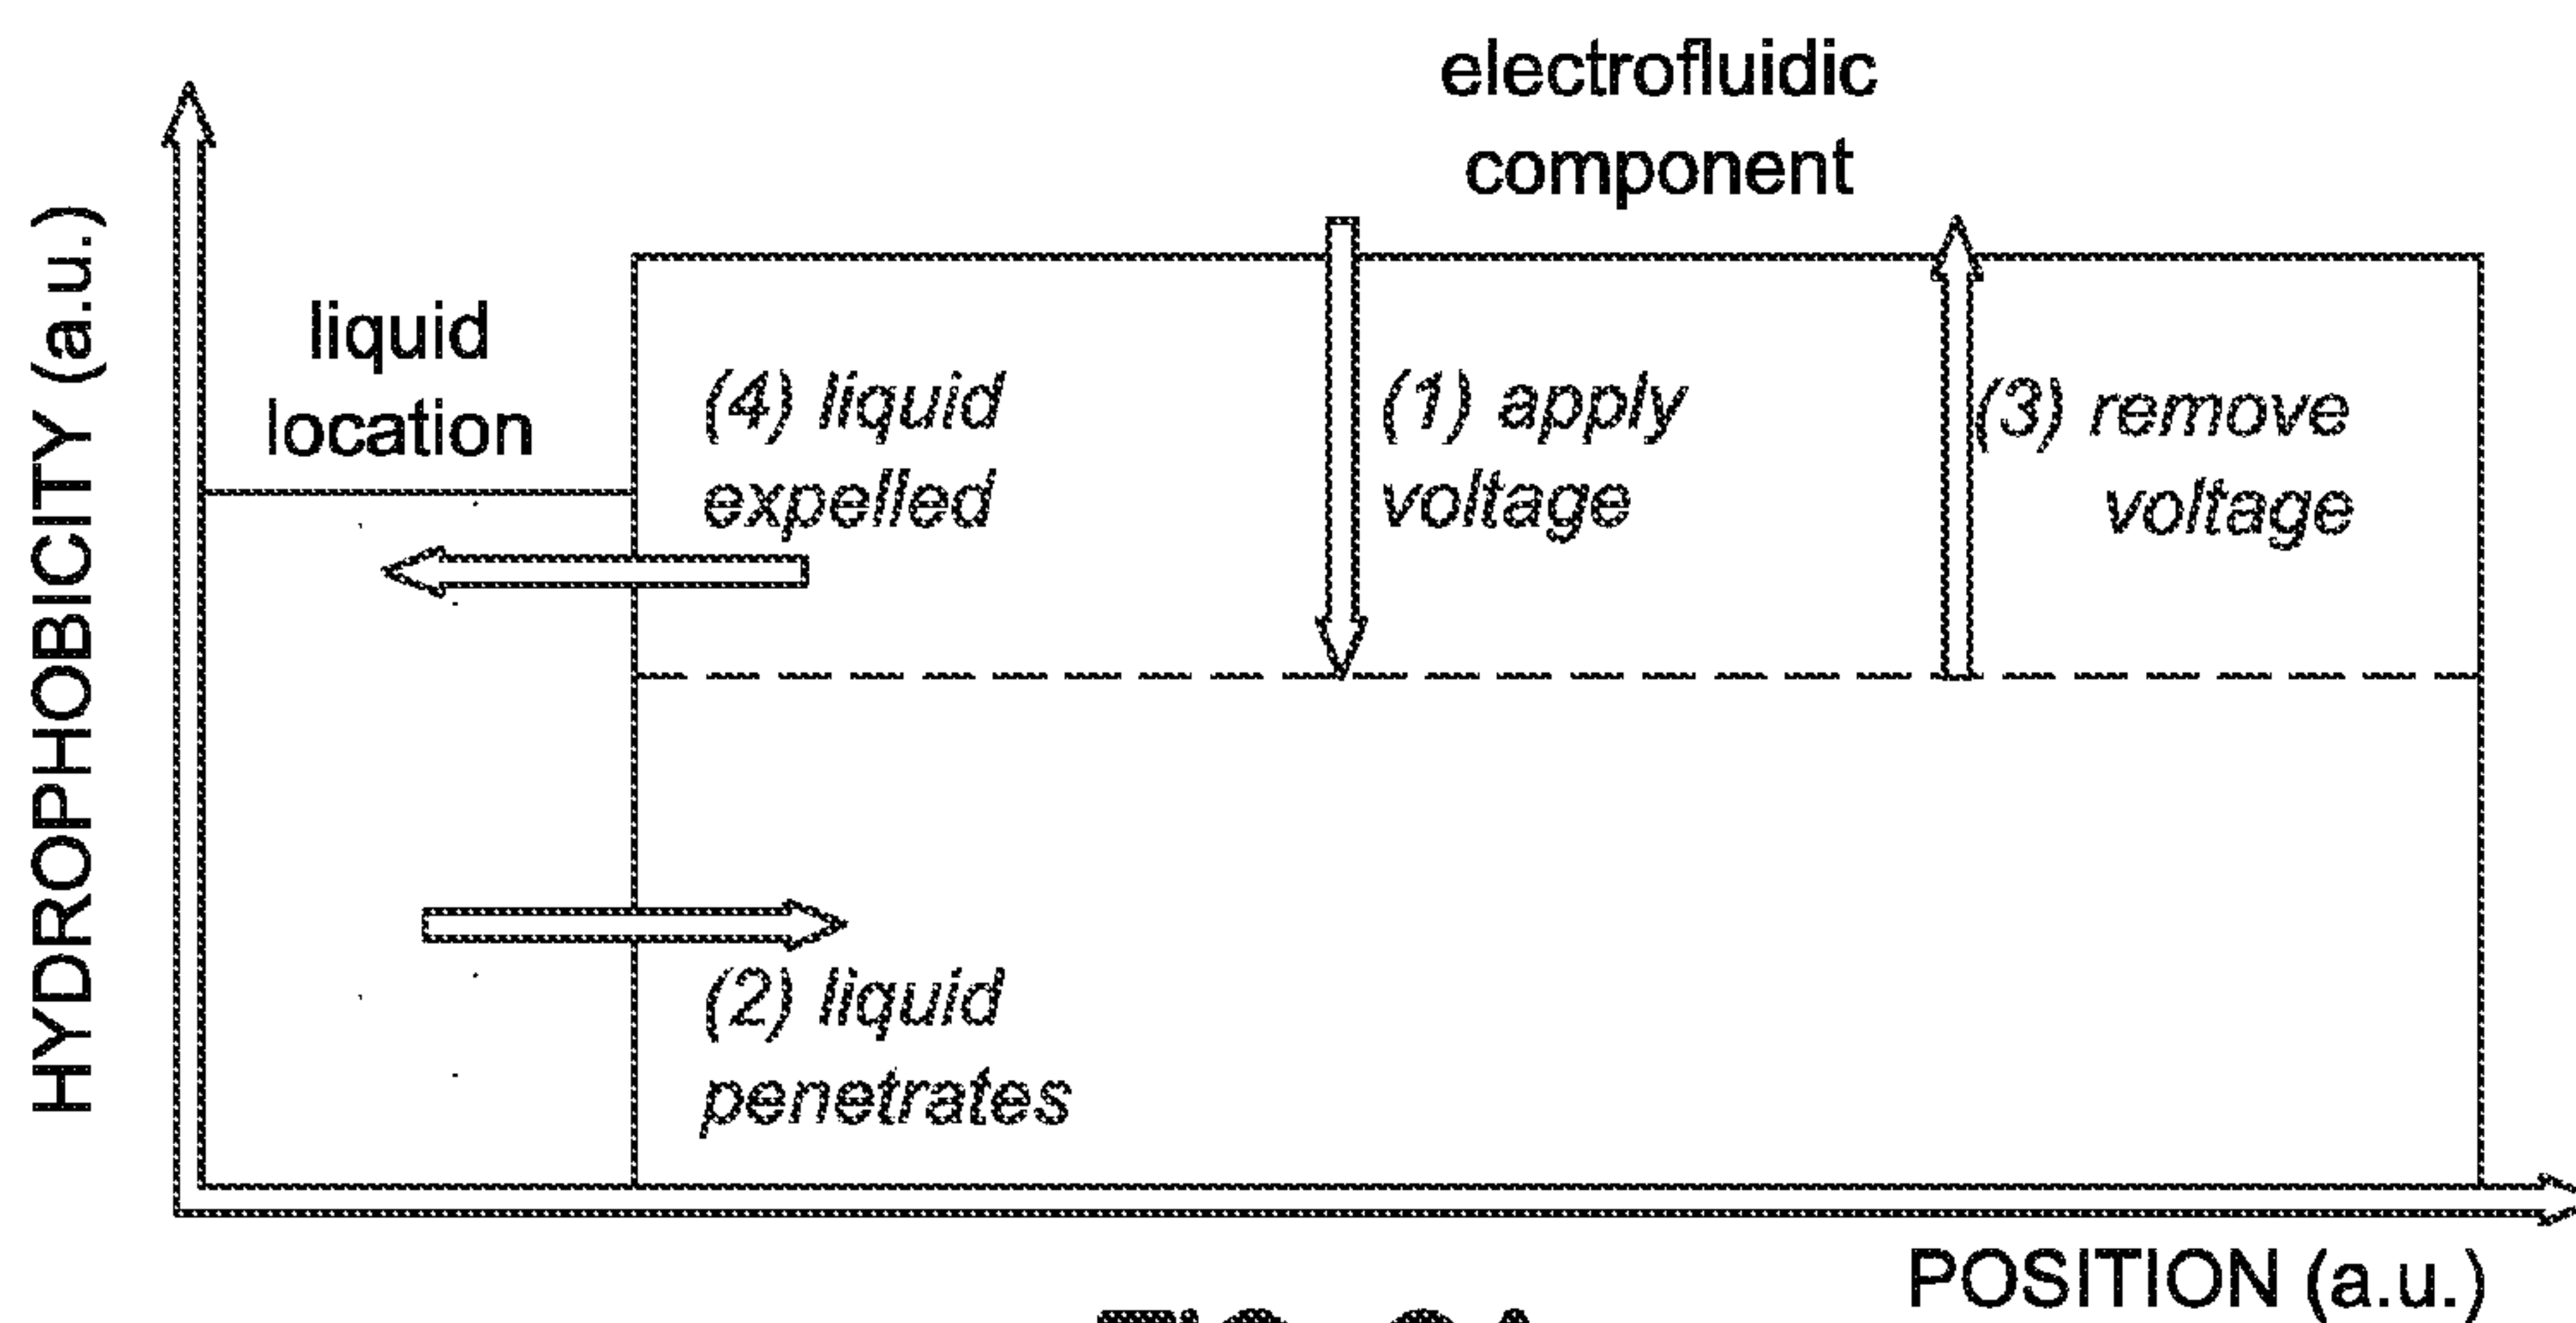 electrofluidic
component
HYDROPHOBICITY (a.u.)
liquid
location
(4) liquid
expelled
(1) apply
voltage
(3) remove
voltage
(2) liquid
penetrates
POSITION (a.u.)